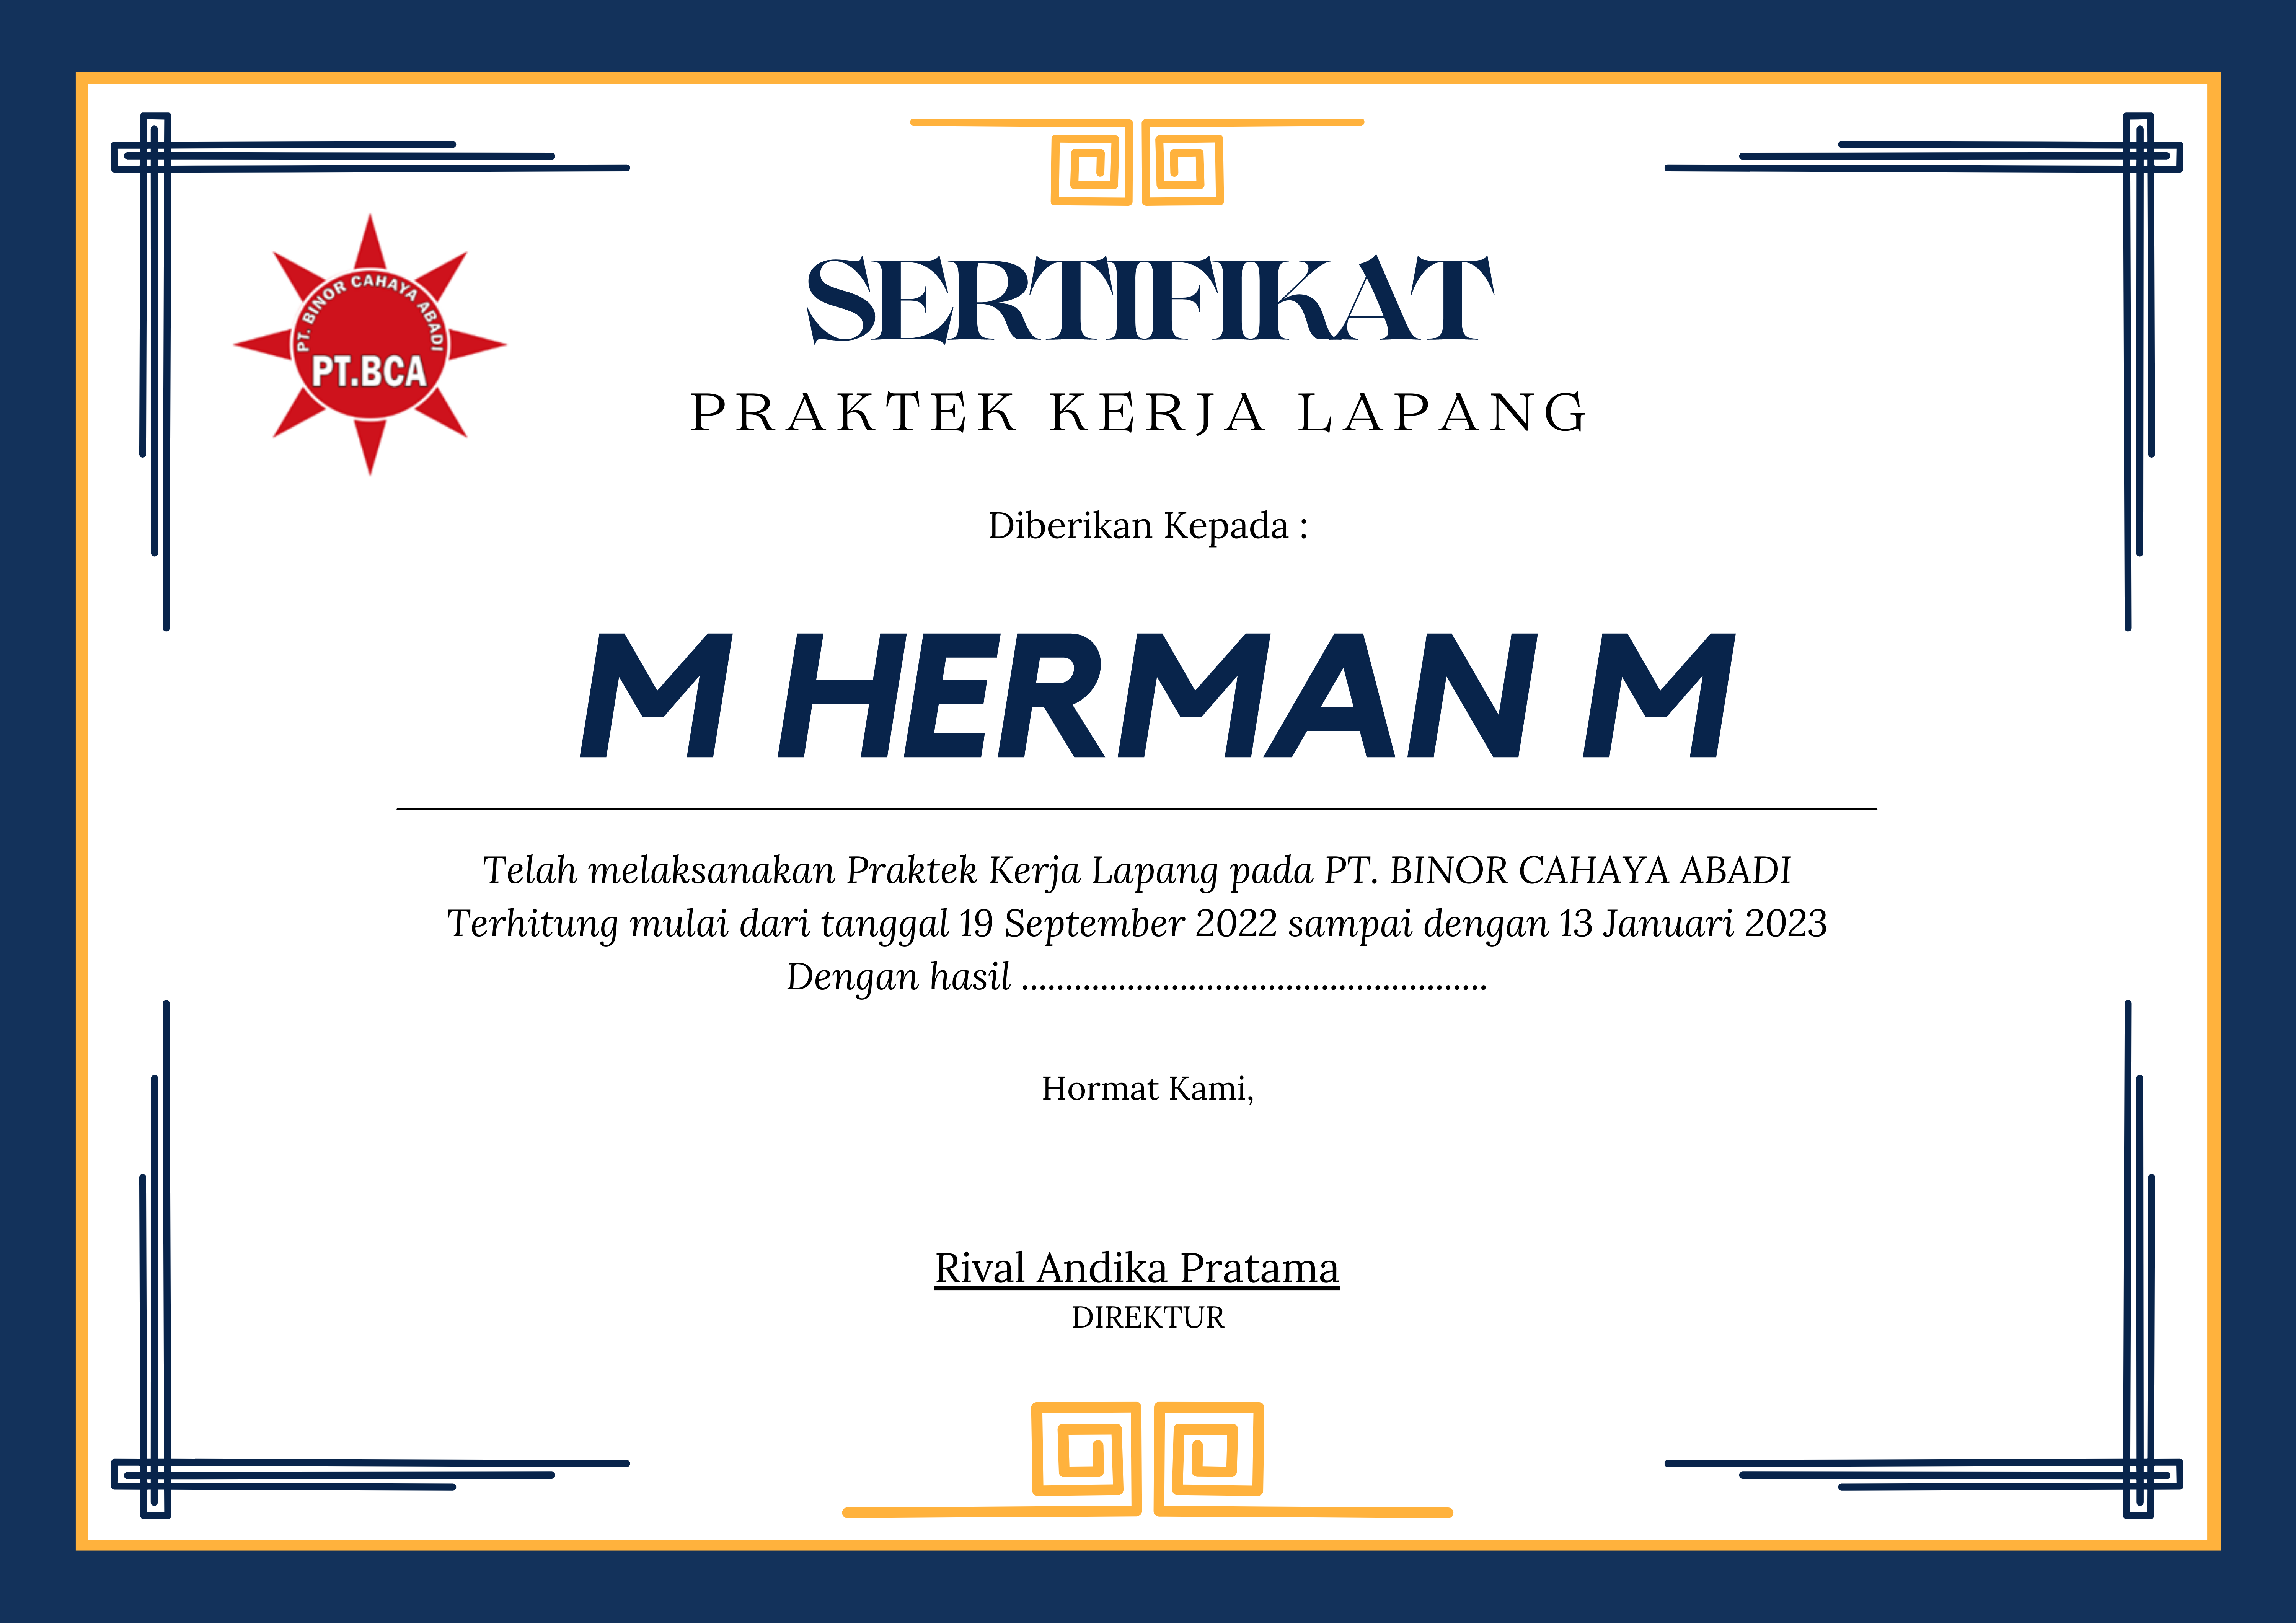 PT. BINOR CAHAYA ABADI
PT.BCA
SERTIFIKAT
PRAKTEK KERJA LAPANG
Diberikan Kepada :
M HERMAN M
Telah melaksanakan Praktek Kerja Lapang pada PT. BINOR CAHAYA ABADI
Terhitung mulai dari tanggal 19 September 2022 sampai dengan 13 Januari 2023
Dengan hasil ......................................................
Hormat Kami,
Rival Andika Pratama
DIREKTUR